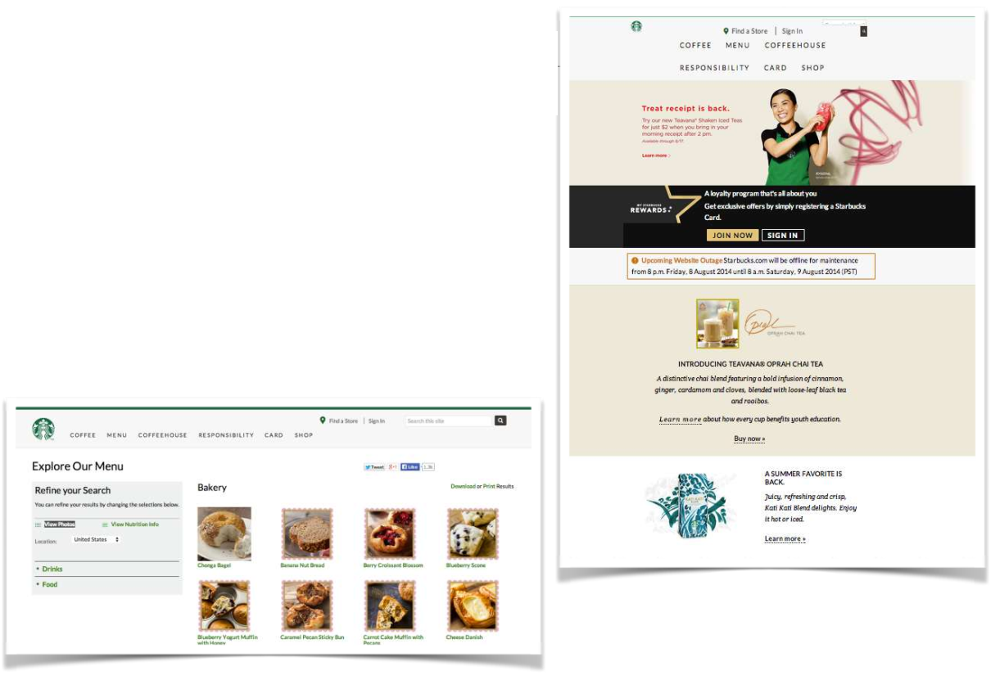 Find a Store | Sign In
COFFEE MENU COFFEEHOUSE
RESPONSIBILITY CARD SHOP
Treat receipt is back.
Try our new Teavana® Shaken Iced Teas
for just $2 when you bring in your
morning receipt after 2 pm.
Available through 8/17.
Learn more
Kristina
MY STARBUCKS
REWARDS
A loyalty program that's all about you
Get exclusive offers by simply registering a Starbucks
Card.
JOIN NOW SIGN IN
Upcoming Website Outage Starbucks.com will be offline for maintenance
from 8 p.m. Friday, 8 August 2014 until 8 a.m. Saturday, 9 August 2014 (PST)
Oprah
OPRAH CHAI TEA
INTRODUCING TEAVANA® OPRAH CHAI TEA
A distinctive chai blend featuring a bold infusion of cinnamon,
ginger, cardamom and cloves, blended with loose-leaf black tea
and rooibos.
Learn more about how every cup benefits youth education.
Buy now »
KATI KATI
A SUMMER FAVORITE IS
BACK.
Juicy, refreshing and crisp,
Kati Kati Blend delights. Enjoy
it hot or iced.
Learn more »
Find a Store | Sign In Search this site
COFFEE MENU COFFEEHOUSE RESPONSIBILITY CARD SHOP
Explore Our Menu
Tweet g+1 Like 1.3k
Refine your Search
You can refine your results by changing the selections below.
View Photos View Nutrition Info
Location: United States
• Drinks
• Food
Bakery
Download or Print Results
Chonga Bagel Banana Nut Bread Berry Croissant Blossom Blueberry Scone
Blueberry Yogurt Muffin Caramel Pecan Sticky Bun Carrot Cake Muffin with Cheese Danish
with Honey Pecans